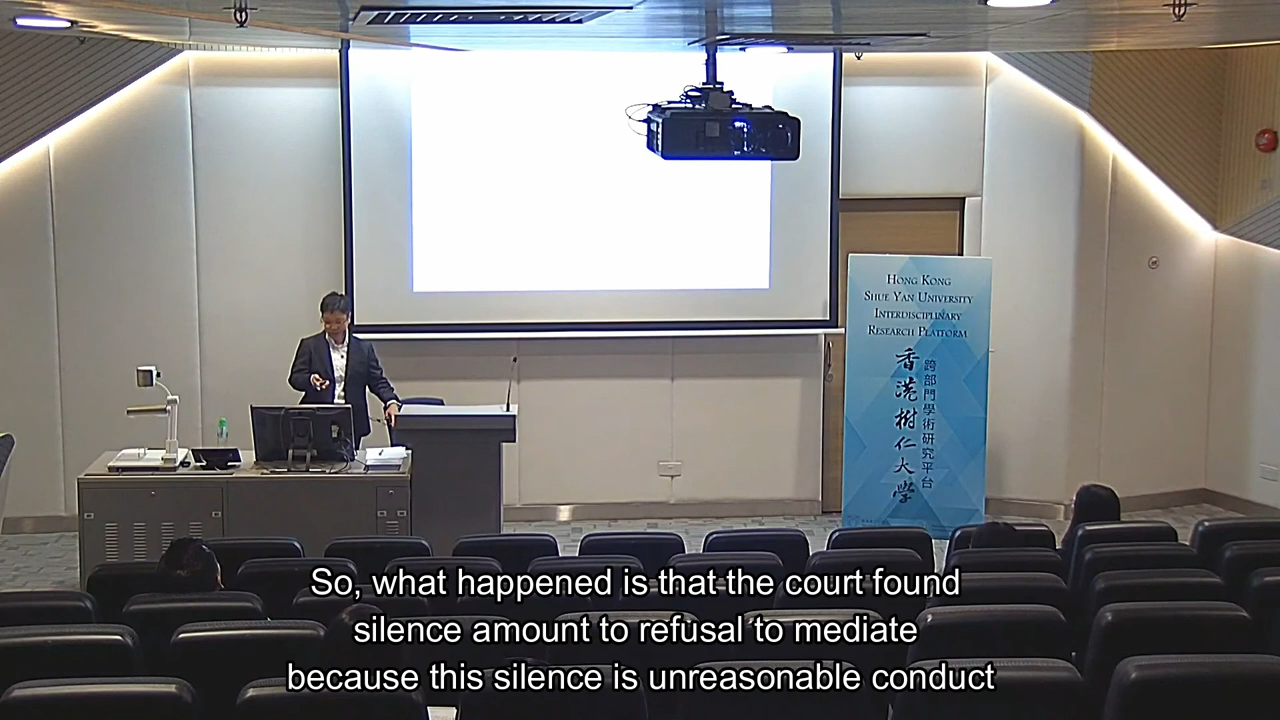 HONG KONG
SHUE YAN UNIVERSITY
INTERDISCIPLINARY
RESEARCH PLATFORM
香港樹仁大學
跨部門學術研究平台
So, what happened is that the court found
silence amount to refusal to mediate
because this silence is unreasonable conduct